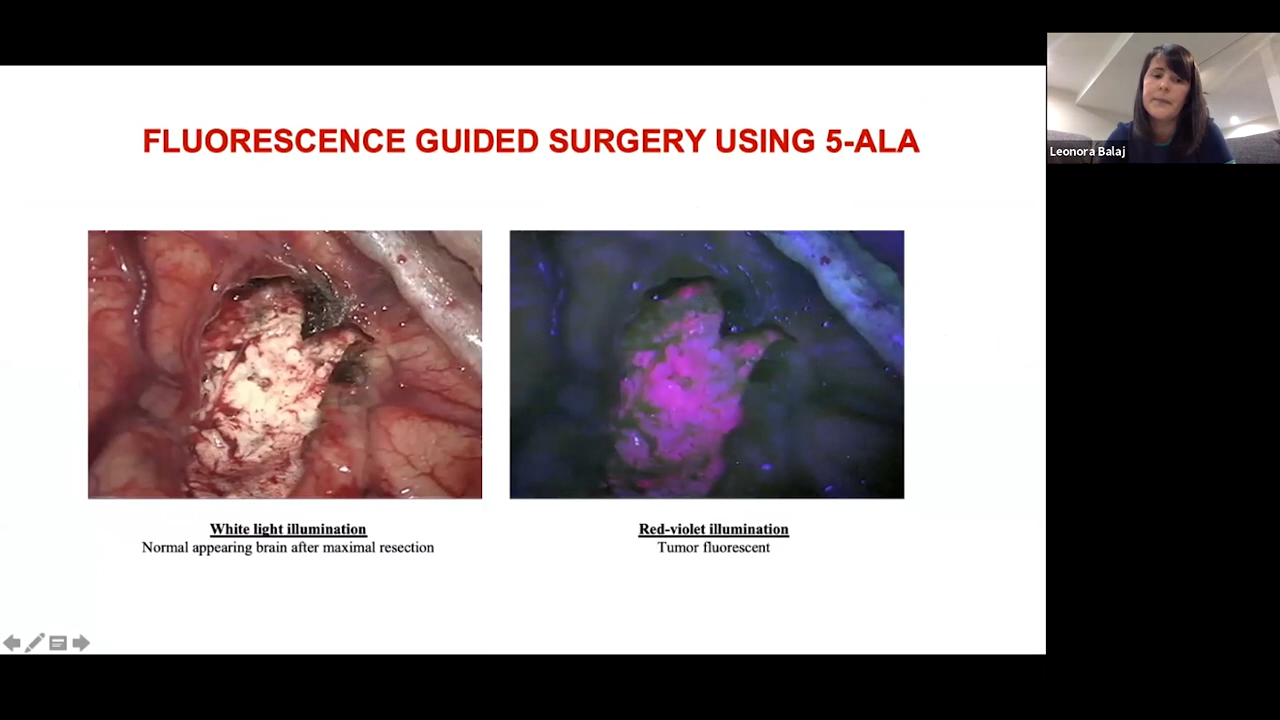 FLUORESCENCE GUIDED SURGERY USING 5-ALA
Leonora Balaj
White light illumination
Normal appearing brain after maximal resection
Red-violet illumination
Tumor fluorescent